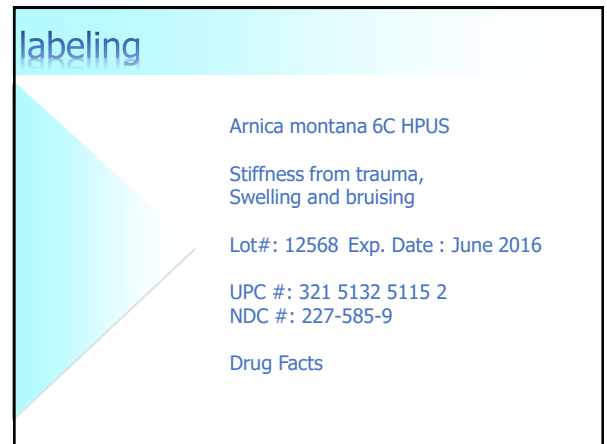 labeling
Arnica montana 6C HPUS
Stiffness from trauma,
Swelling and bruising
Lot#: 12568 Exp. Date : June 2016
UPC #: 321 5132 5115 2
NDC #: 227-585-9
Drug Facts